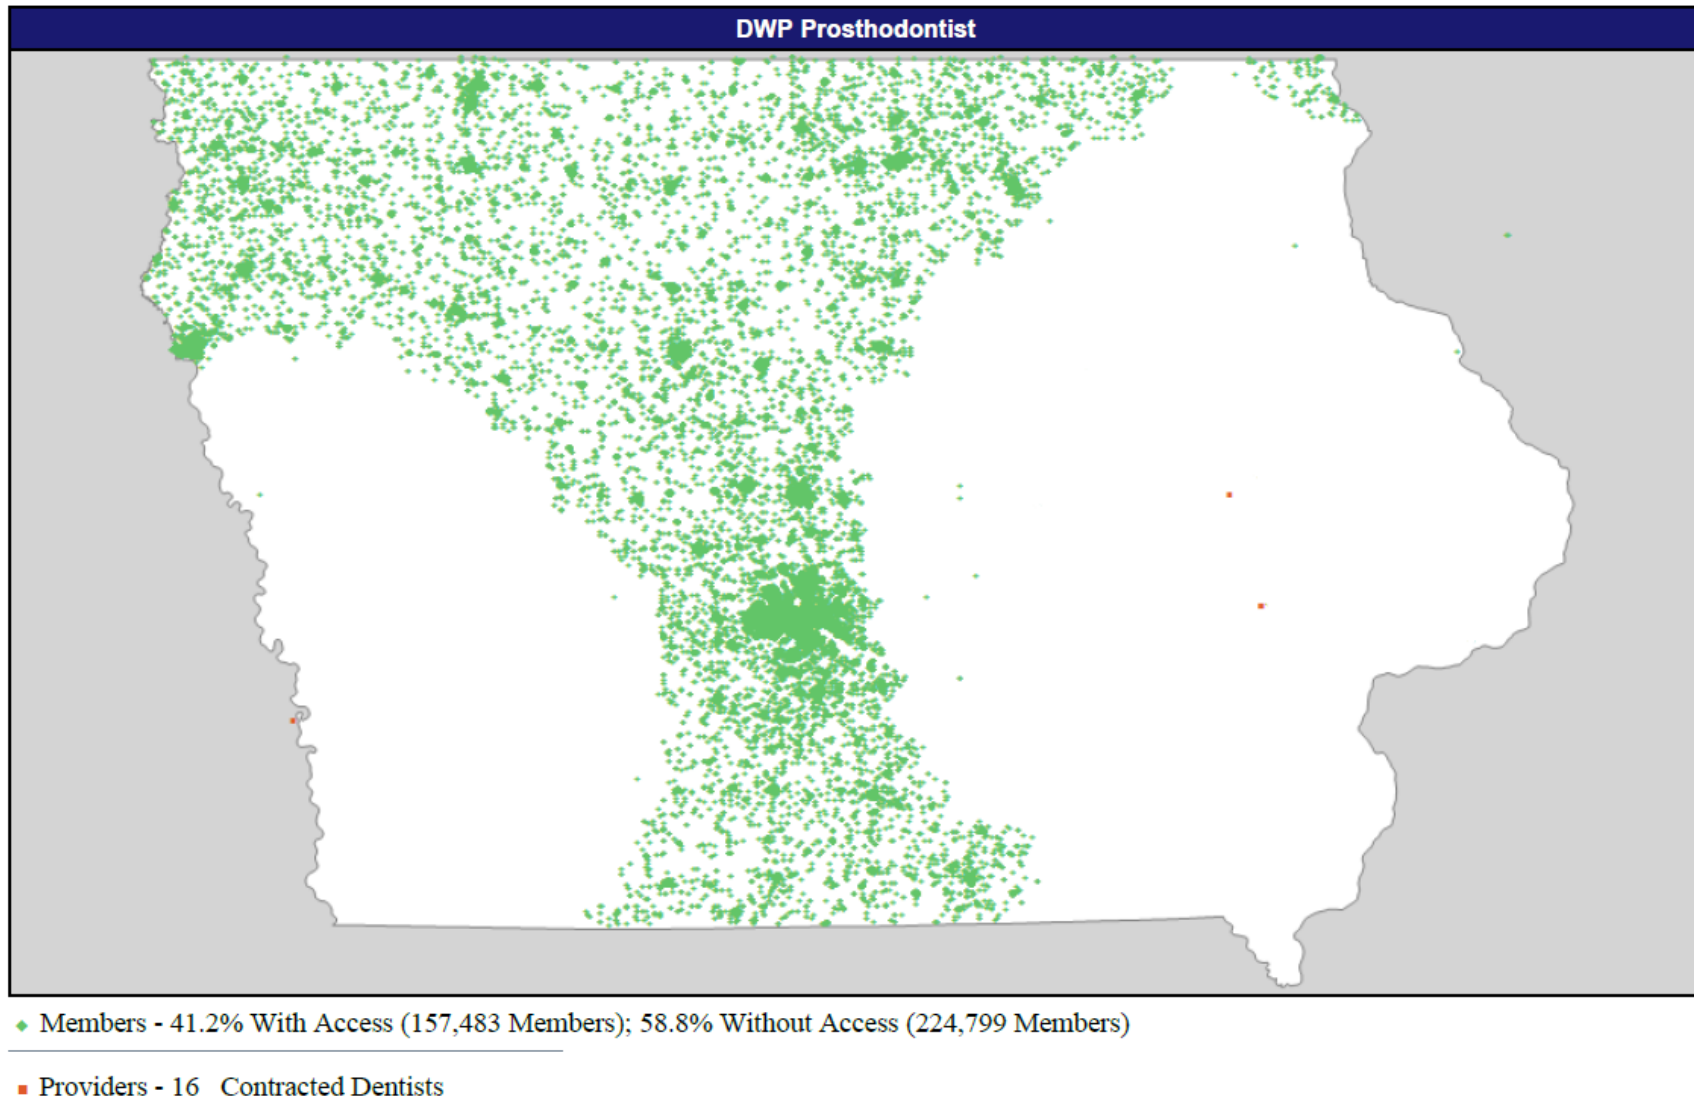 DWP Prosthodontist
Members - 41.2% With Access (157,483 Members); 58.8% Without Access (224,799 Members)
Providers - 16 Contracted Dentists